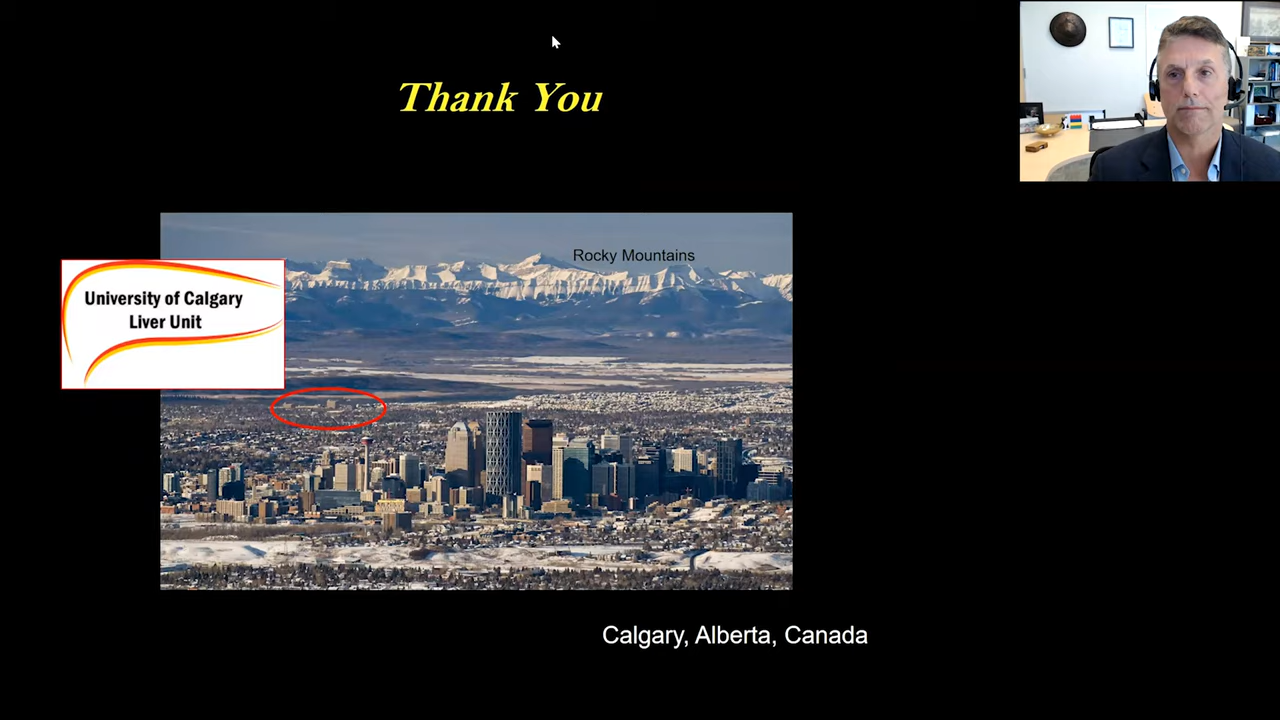 Thank You
Rocky Mountains
University of Calgary
Liver Unit
Calgary, Alberta, Canada